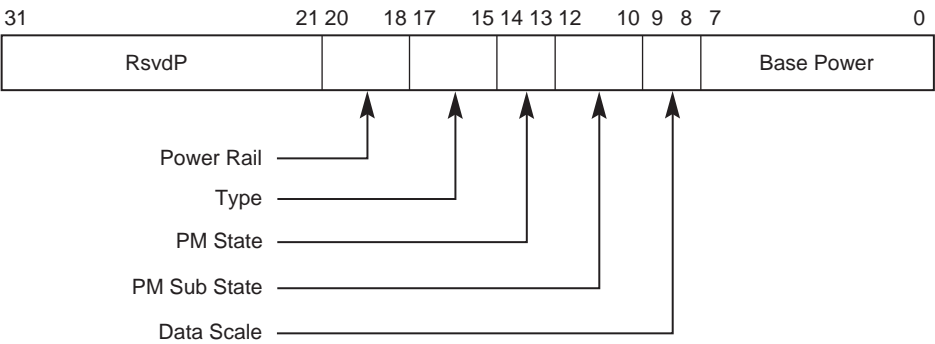 31 21 20 18 17 15 14 13 12 10 9 8 7 0
RsvdP Base Power
Power Rail
Type
PM State
PM Sub State
Data Scale